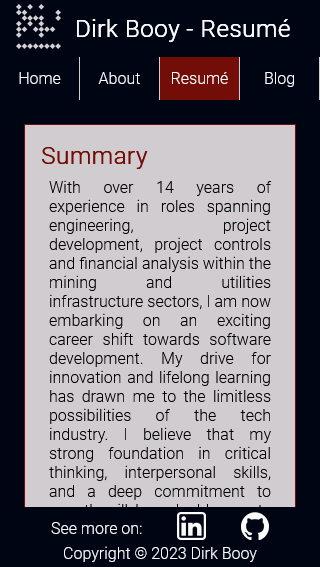 Dirk Booy - Resumé
Home
About
Resumé
Blog
Summary
With over 14 years of
experience in roles spanning
engineering, project
development, project controls
and financial analysis within the
mining and utilities
infrastructure sectors, I am now
embarking on an exciting
career shift towards software
development. My drive for
innovation and lifelong learning
has drawn me to the limitless
possibilities of the tech
industry. I believe that my
strong foundation in critical
thinking, interpersonal skills,
and a deep commitment to
See more on:
Copyright © 2023 Dirk Booy